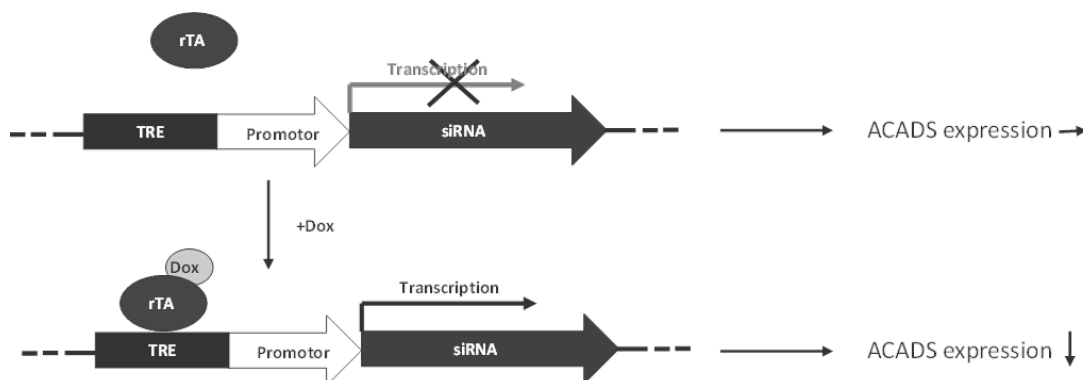 rTA
Transcription
TRE
Promotor
siRNA
ACADS expression
+Dox
Dox
rTA
Transcription
TRE
Promotor
siRNA
ACADS expression